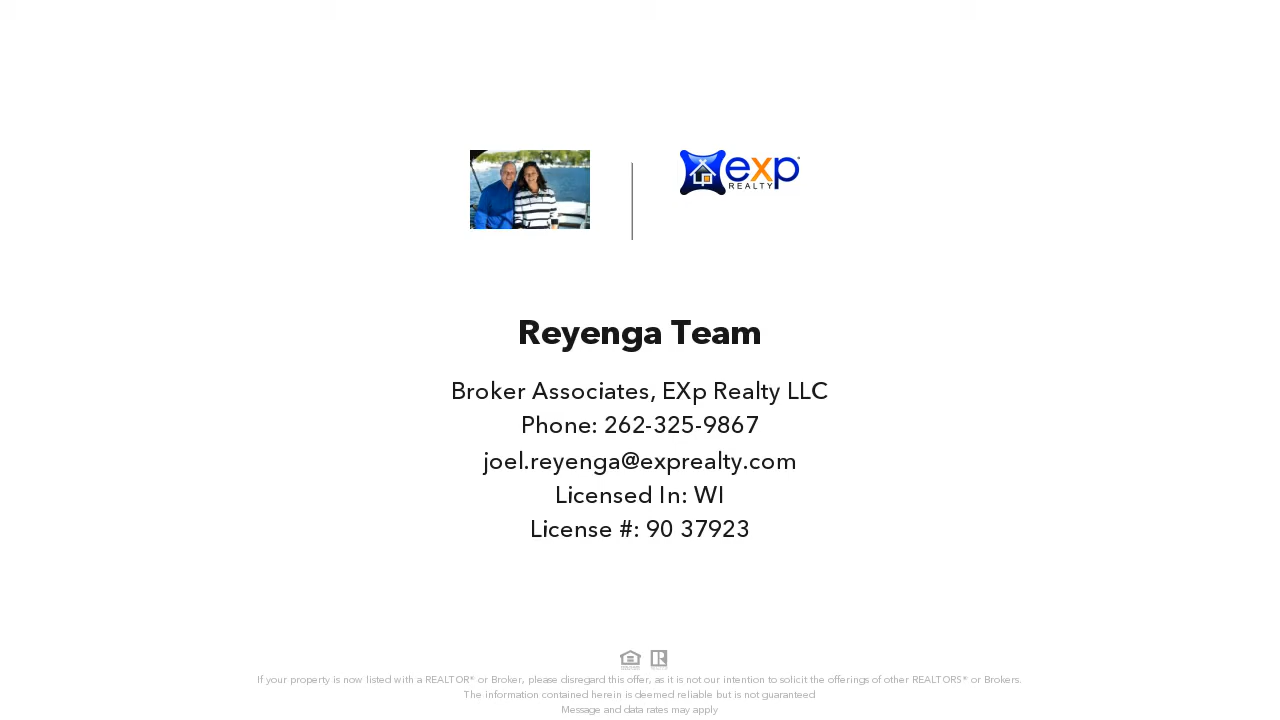 exp
REALTY
Reyenga Team
Broker Associates, EXp Realty LLC
Phone: 262-325-9867
joel.reyenga@exprealty.com
Licensed In: WI
License #: 90 37923
If your property is now listed with a REALTOR® or Broker, please disregard this offer, as it is not our intention to solicit the offerings of other REALTORS® or Brokers.
The information contained herein is deemed reliable but is not guaranteed
Message and data rates may apply